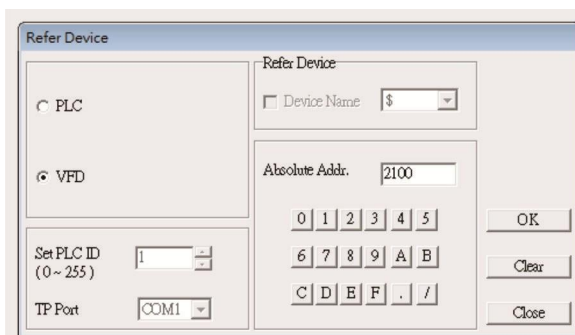 Refer Device
PLC
VFD
Set PLC ID
(0~255)
1
TP Port
COM1
Refer Device
Device Name
$
Absolute Addr.
2100
0 1 2 3 4 5
6 7 8 9 A B
C D E F . /
OK
Clear
Close